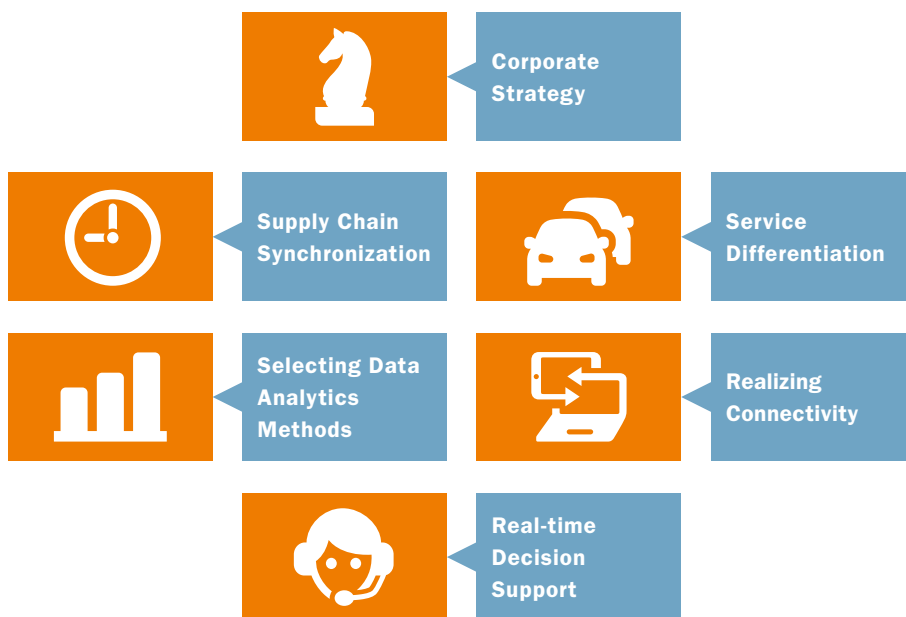 Corporate
Strategy
Supply Chain
Synchronization
Service
Differentiation
Selecting Data
Analytics
Methods
Realizing
Connectivity
Real-time
Decision
Support